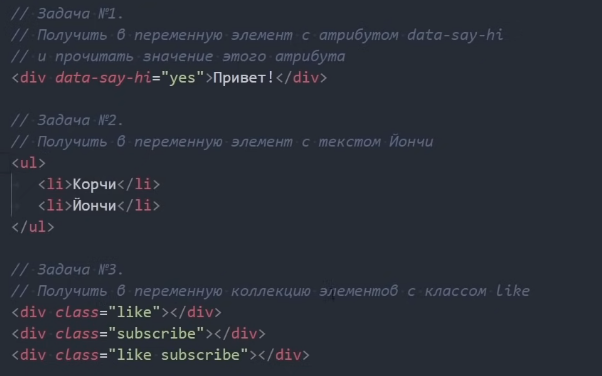 // Задача №1.
// Получить в переменную элемент с атрибутом data-say-hi
// и прочитать значение этого атрибута
<div data-say-hi="yes">Привет!</div>
// Задача №2.
// Получить в переменную элемент с текстом Йончи
<ul>
<li>Корчи</li>
<li>Йончи</li>
</ul>
// Задача №3.
// Получить в переменную коллекцию элементов с классом like
<div class="like"></div>
<div class="subscribe"></div>
<div class="like subscribe"></div>